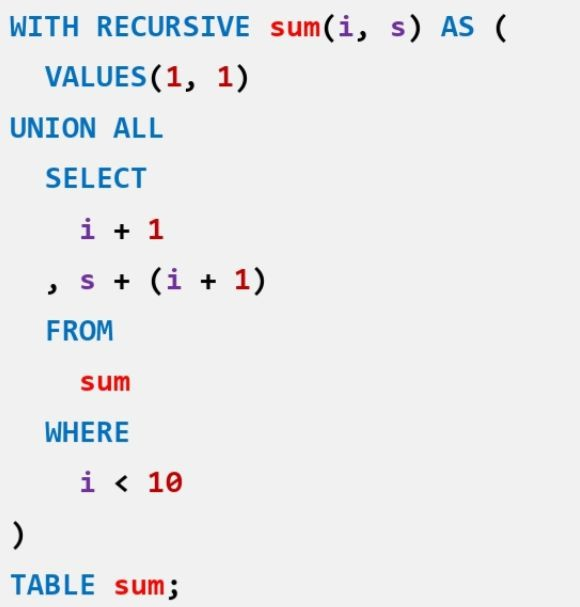 WITH RECURSIVE sum(i, s) AS (
  VALUES(1, 1)
UNION ALL
  SELECT
    i + 1
  , s + (i + 1)
  FROM
    sum
  WHERE
    i < 10
)
TABLE sum;